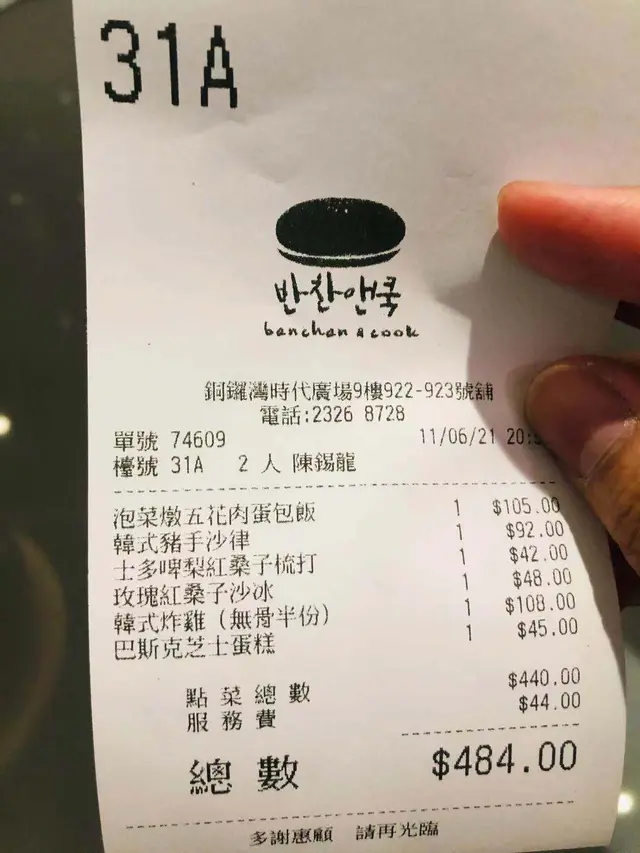 31A
반찬앤쿡
banchan & cook
銅鑼灣時代廣場9樓922-923號舖
電話:2326 8728
單號 74609 11/06/21 20:
檯號 31A 2 人 陳錫龍
泡菜燉五花肉蛋包飯 1 $105.00
韓式豬手沙律 1 $92.00
士多啤梨紅桑子梳打 1 $42.00
玫瑰紅桑子沙冰 1 $48.00
韓式炸雞 (無骨半份) 1 $108.00
巴斯克芝士蛋糕 1 $45.00
點菜總數 $440.00
服務費 $44.00
總數 $484.00
多謝惠顧 請再光臨